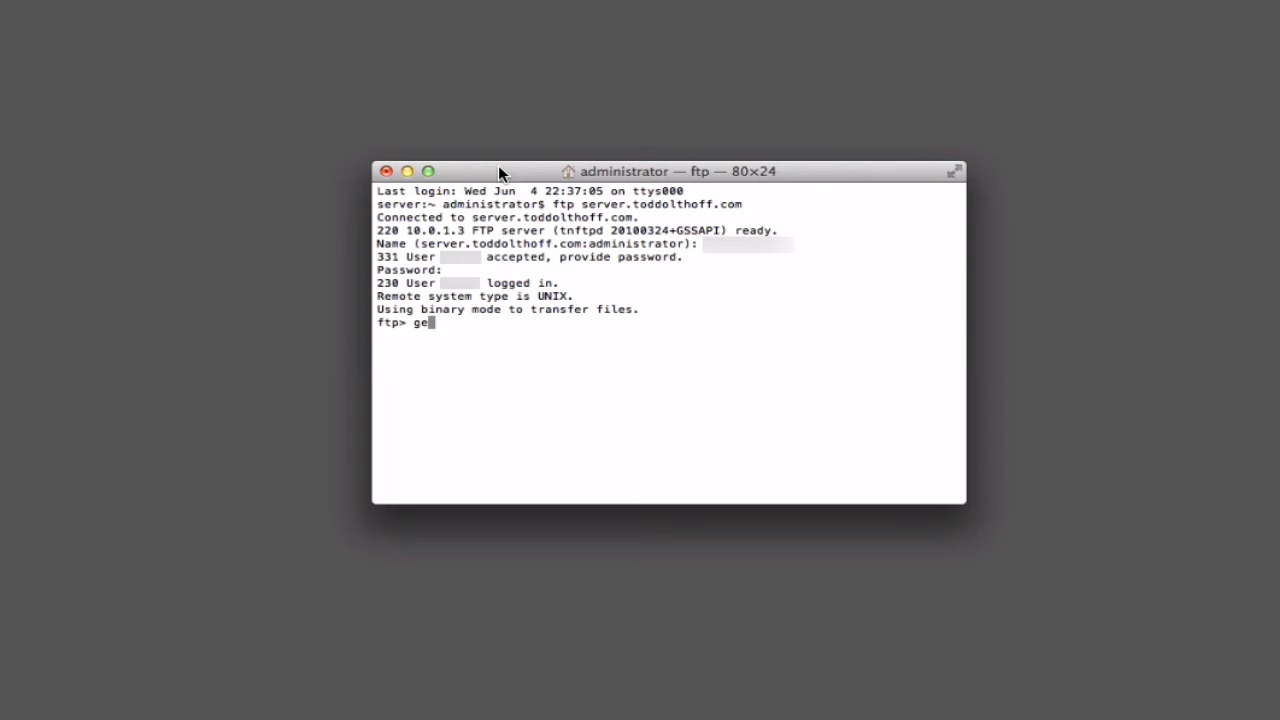 administrator — ftp — 80×24
Last login: Wed Jun  4 22:37:05 on ttys000
server:~ administrator$ ftp server.toddolthoff.com
Connected to server.toddolthoff.com.
220 10.0.1.3 FTP server (tnftpd 20100324+GSSAPI) ready.
Name (server.toddolthoff.com:administrator):
331 User accepted, provide password.
Password:
230 User logged in.
Remote system type is UNIX.
Using binary mode to transfer files.
ftp> ge